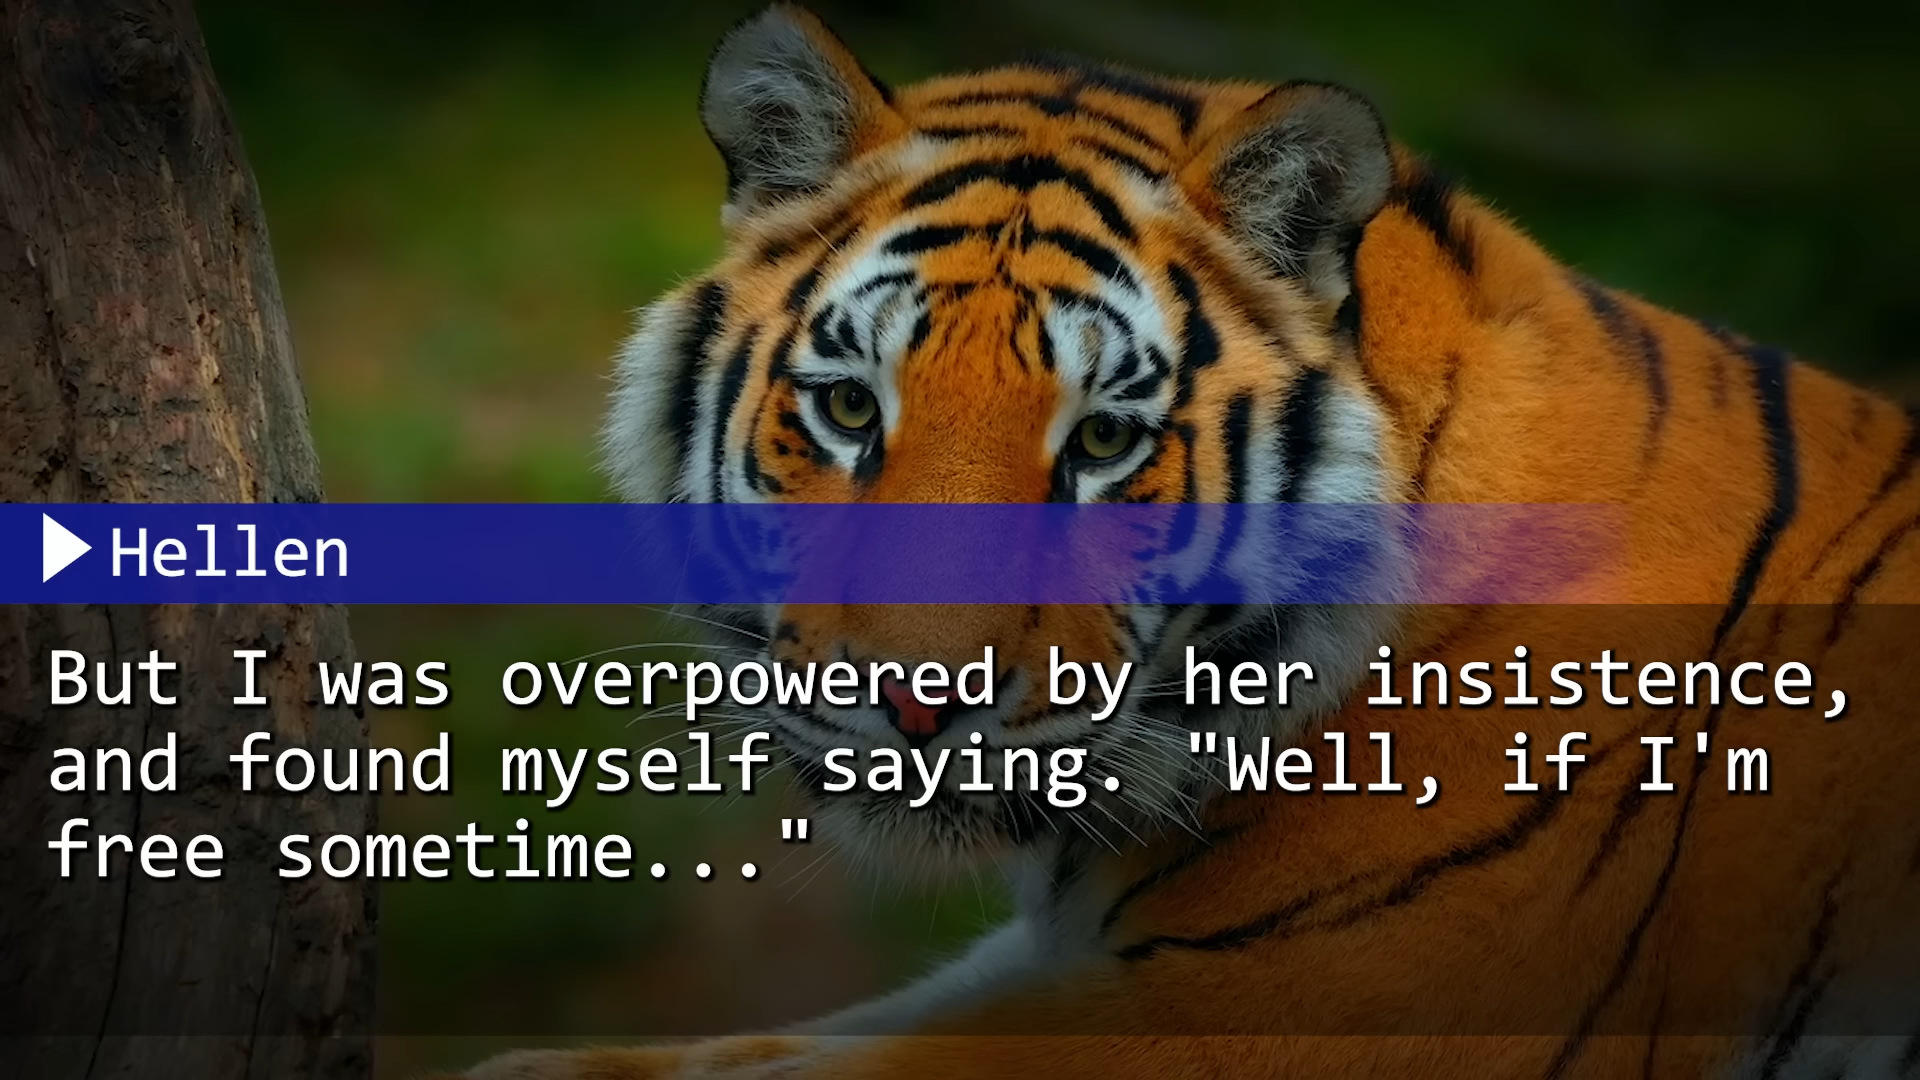 Hellen
But I was overpowered by her insistence,
and found myself saying. "Well, if I'm
free sometime..."